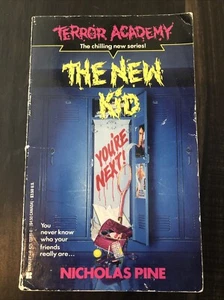 TERROR ACADEMY
The chilling new series!
THE NEW
KID
YOU'RE
NEXT!
You
never know
who your
friends
really are...
NICHOLAS PINE